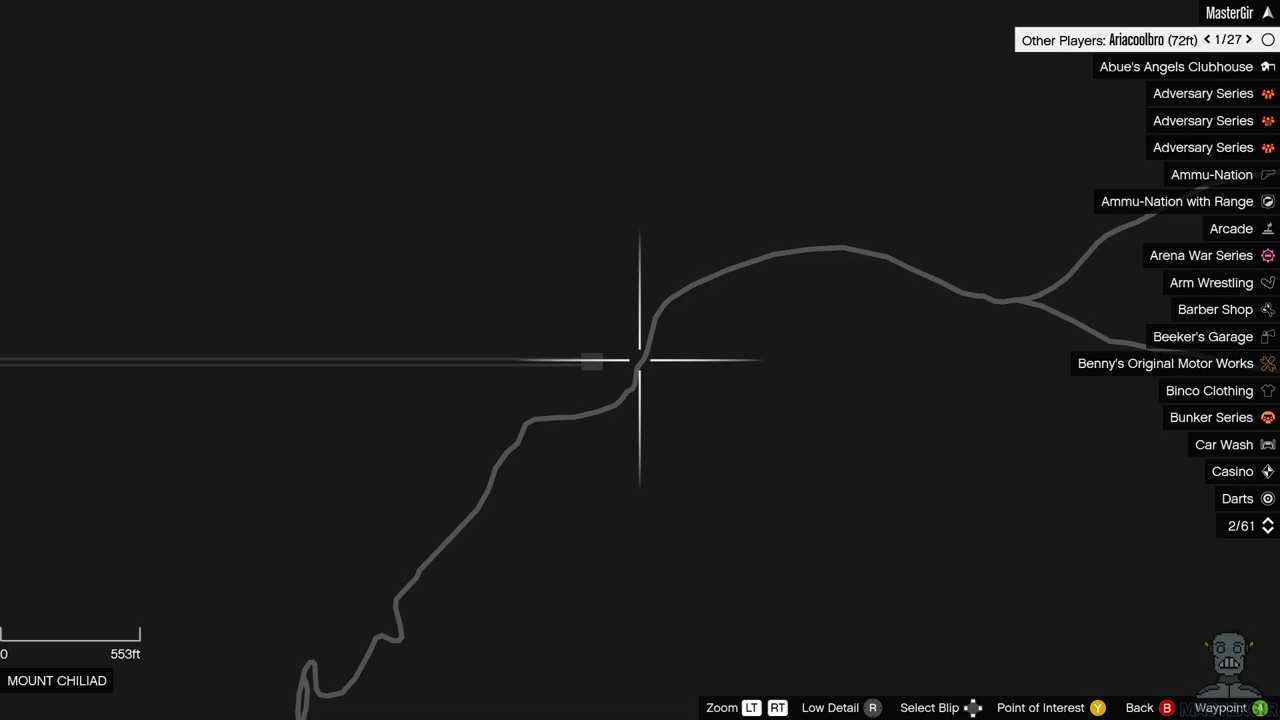 MasterGir
Other Players: Ariacoolbro (72ft) < 1/27 >
Abue's Angels Clubhouse
Adversary Series
Adversary Series
Adversary Series
Ammu-Nation
Ammu-Nation with Range
Arcade
Arena War Series
Arm Wrestling
Barber Shop
Beeker's Garage
Benny's Original Motor Works
Binco Clothing
Bunker Series
Car Wash
Casino
Darts
2/61
0 553ft
MOUNT CHILIAD
Zoom LT RT Low Detail R Select Blip Point of Interest Y Back B Waypoint A